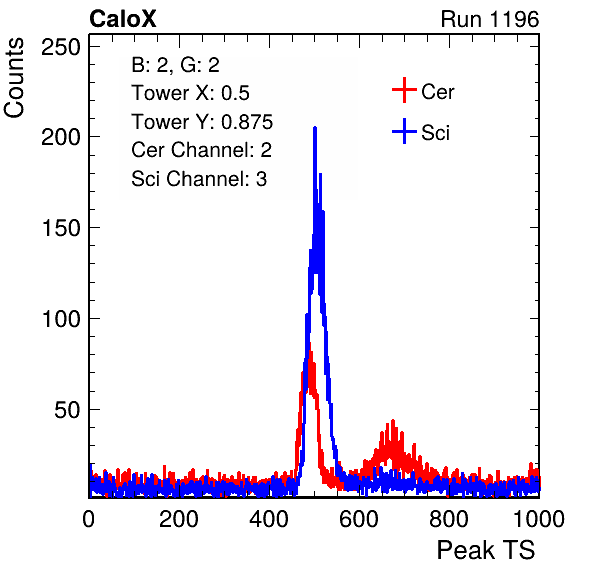 CaloX
Run 1196
Counts
250
200
150
100
50
B: 2, G: 2
Tower X: 0.5
Tower Y: 0.875
Cer Channel: 2
Sci Channel: 3
Cer
Sci
0 200 400 600 800 1000
Peak TS